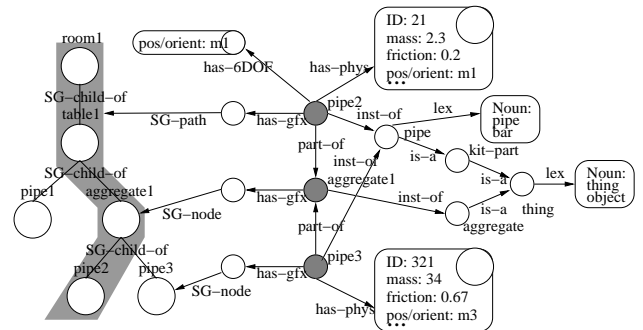 room1
pos/orient: m1
ID: 21
mass: 2.3
friction: 0.2
pos/orient: m1
...
has-6DOF
has-phys
SG-child-of
table1
SG-path
has-gfx
pipe2
inst-of
lex
Noun:
pipe
bar
pipe
part-of
inst-of
is-a
kit-part
SG-child-of
pipe1
aggregate1
aggregate1
is-a
lex
Noun:
thing
object
has-gfx
inst-of
thing
SG-node
is-a
aggregate
part-of
SG-child-of
pipe2
pipe3
pipe3
has-gfx
SG-node
has-phys
ID: 321
mass: 34
friction: 0.67
pos/orient: m3
...